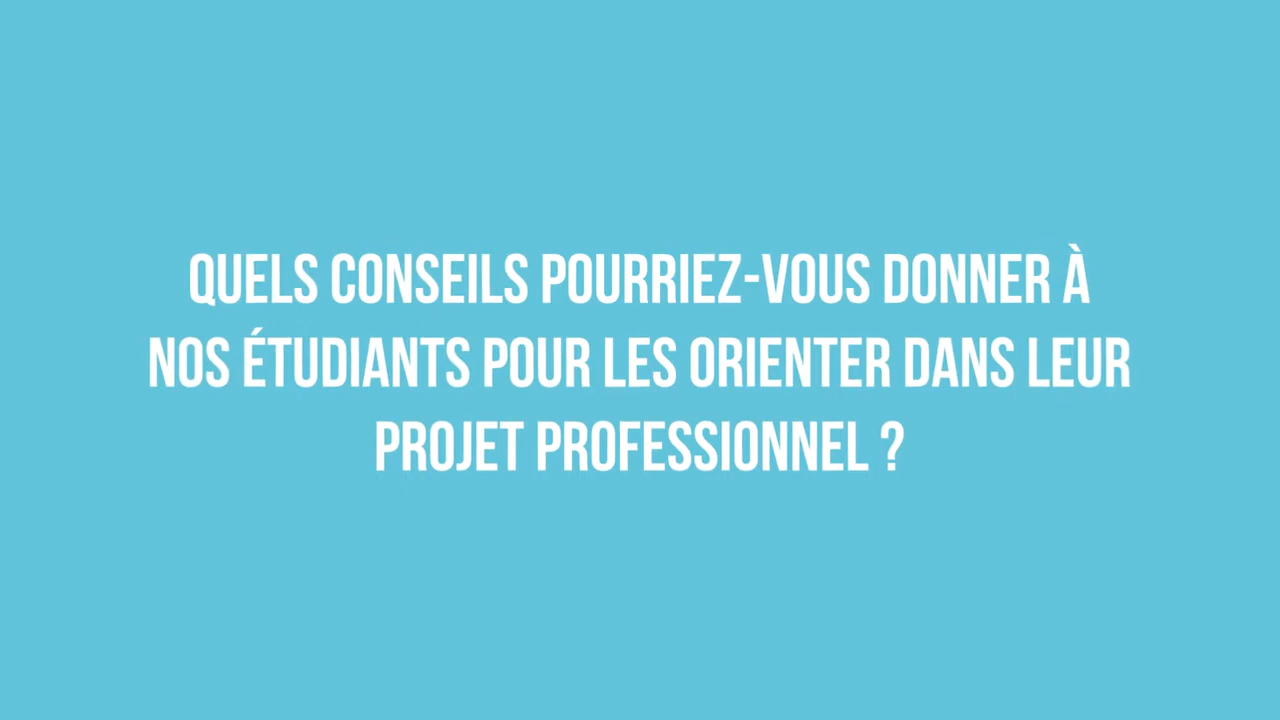 QUELS CONSEILS POURRIEZ-VOUS DONNER À
NOS ÉTUDIANTS POUR LES ORIENTER DANS LEUR
PROJET PROFESSIONNEL ?